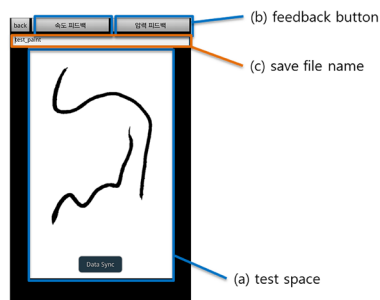 (b) feedback button
back 속도 피드백 압력 피드백
test_paint
(c) save file name
Data Sync
(a) test space